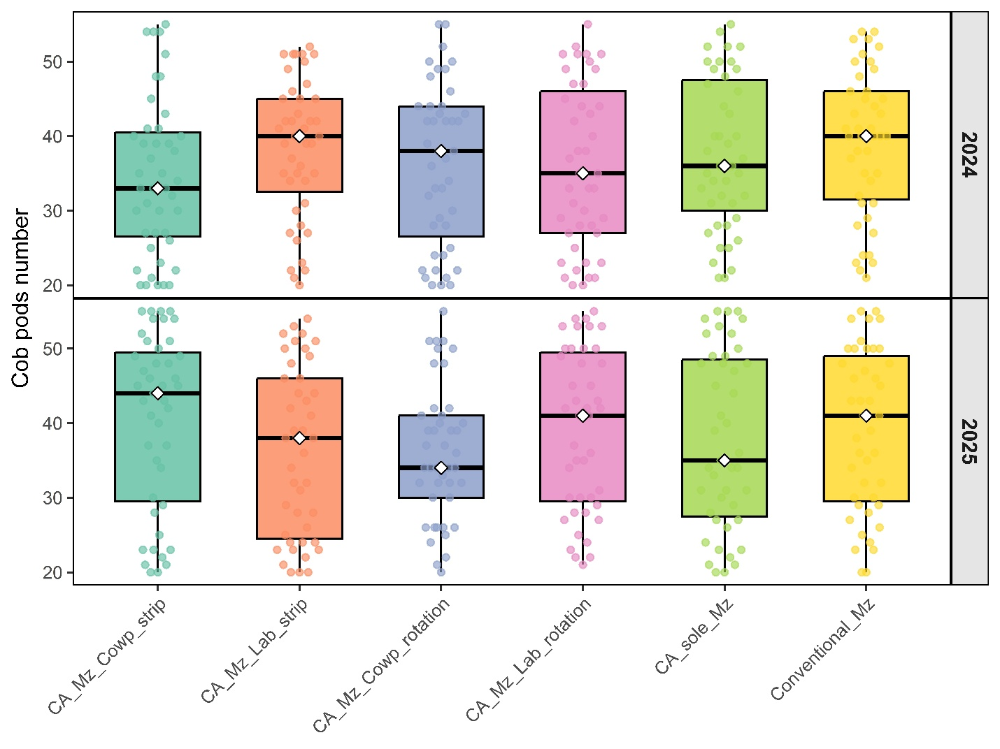 Cob pods number
50
40
30
20
2024
50
40
30
20
2025
CA_Mz_Cowp_strip
CA_Mz_Lab_strip
CA_Mz_Cowp_rotation
CA_Mz_Lab_rotation
CA_sole_Mz
Conventional_Mz